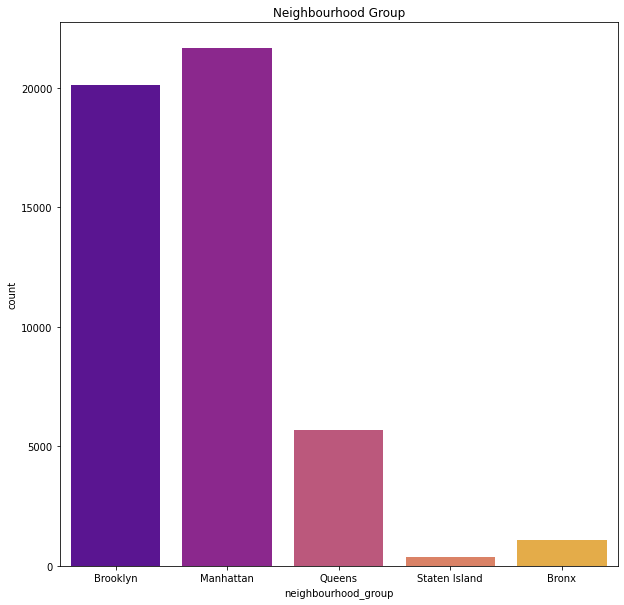 Neighbourhood Group
20000
15000
10000
5000
0
count
Brooklyn
Manhattan
Queens
Staten Island
Bronx
neighbourhood_group